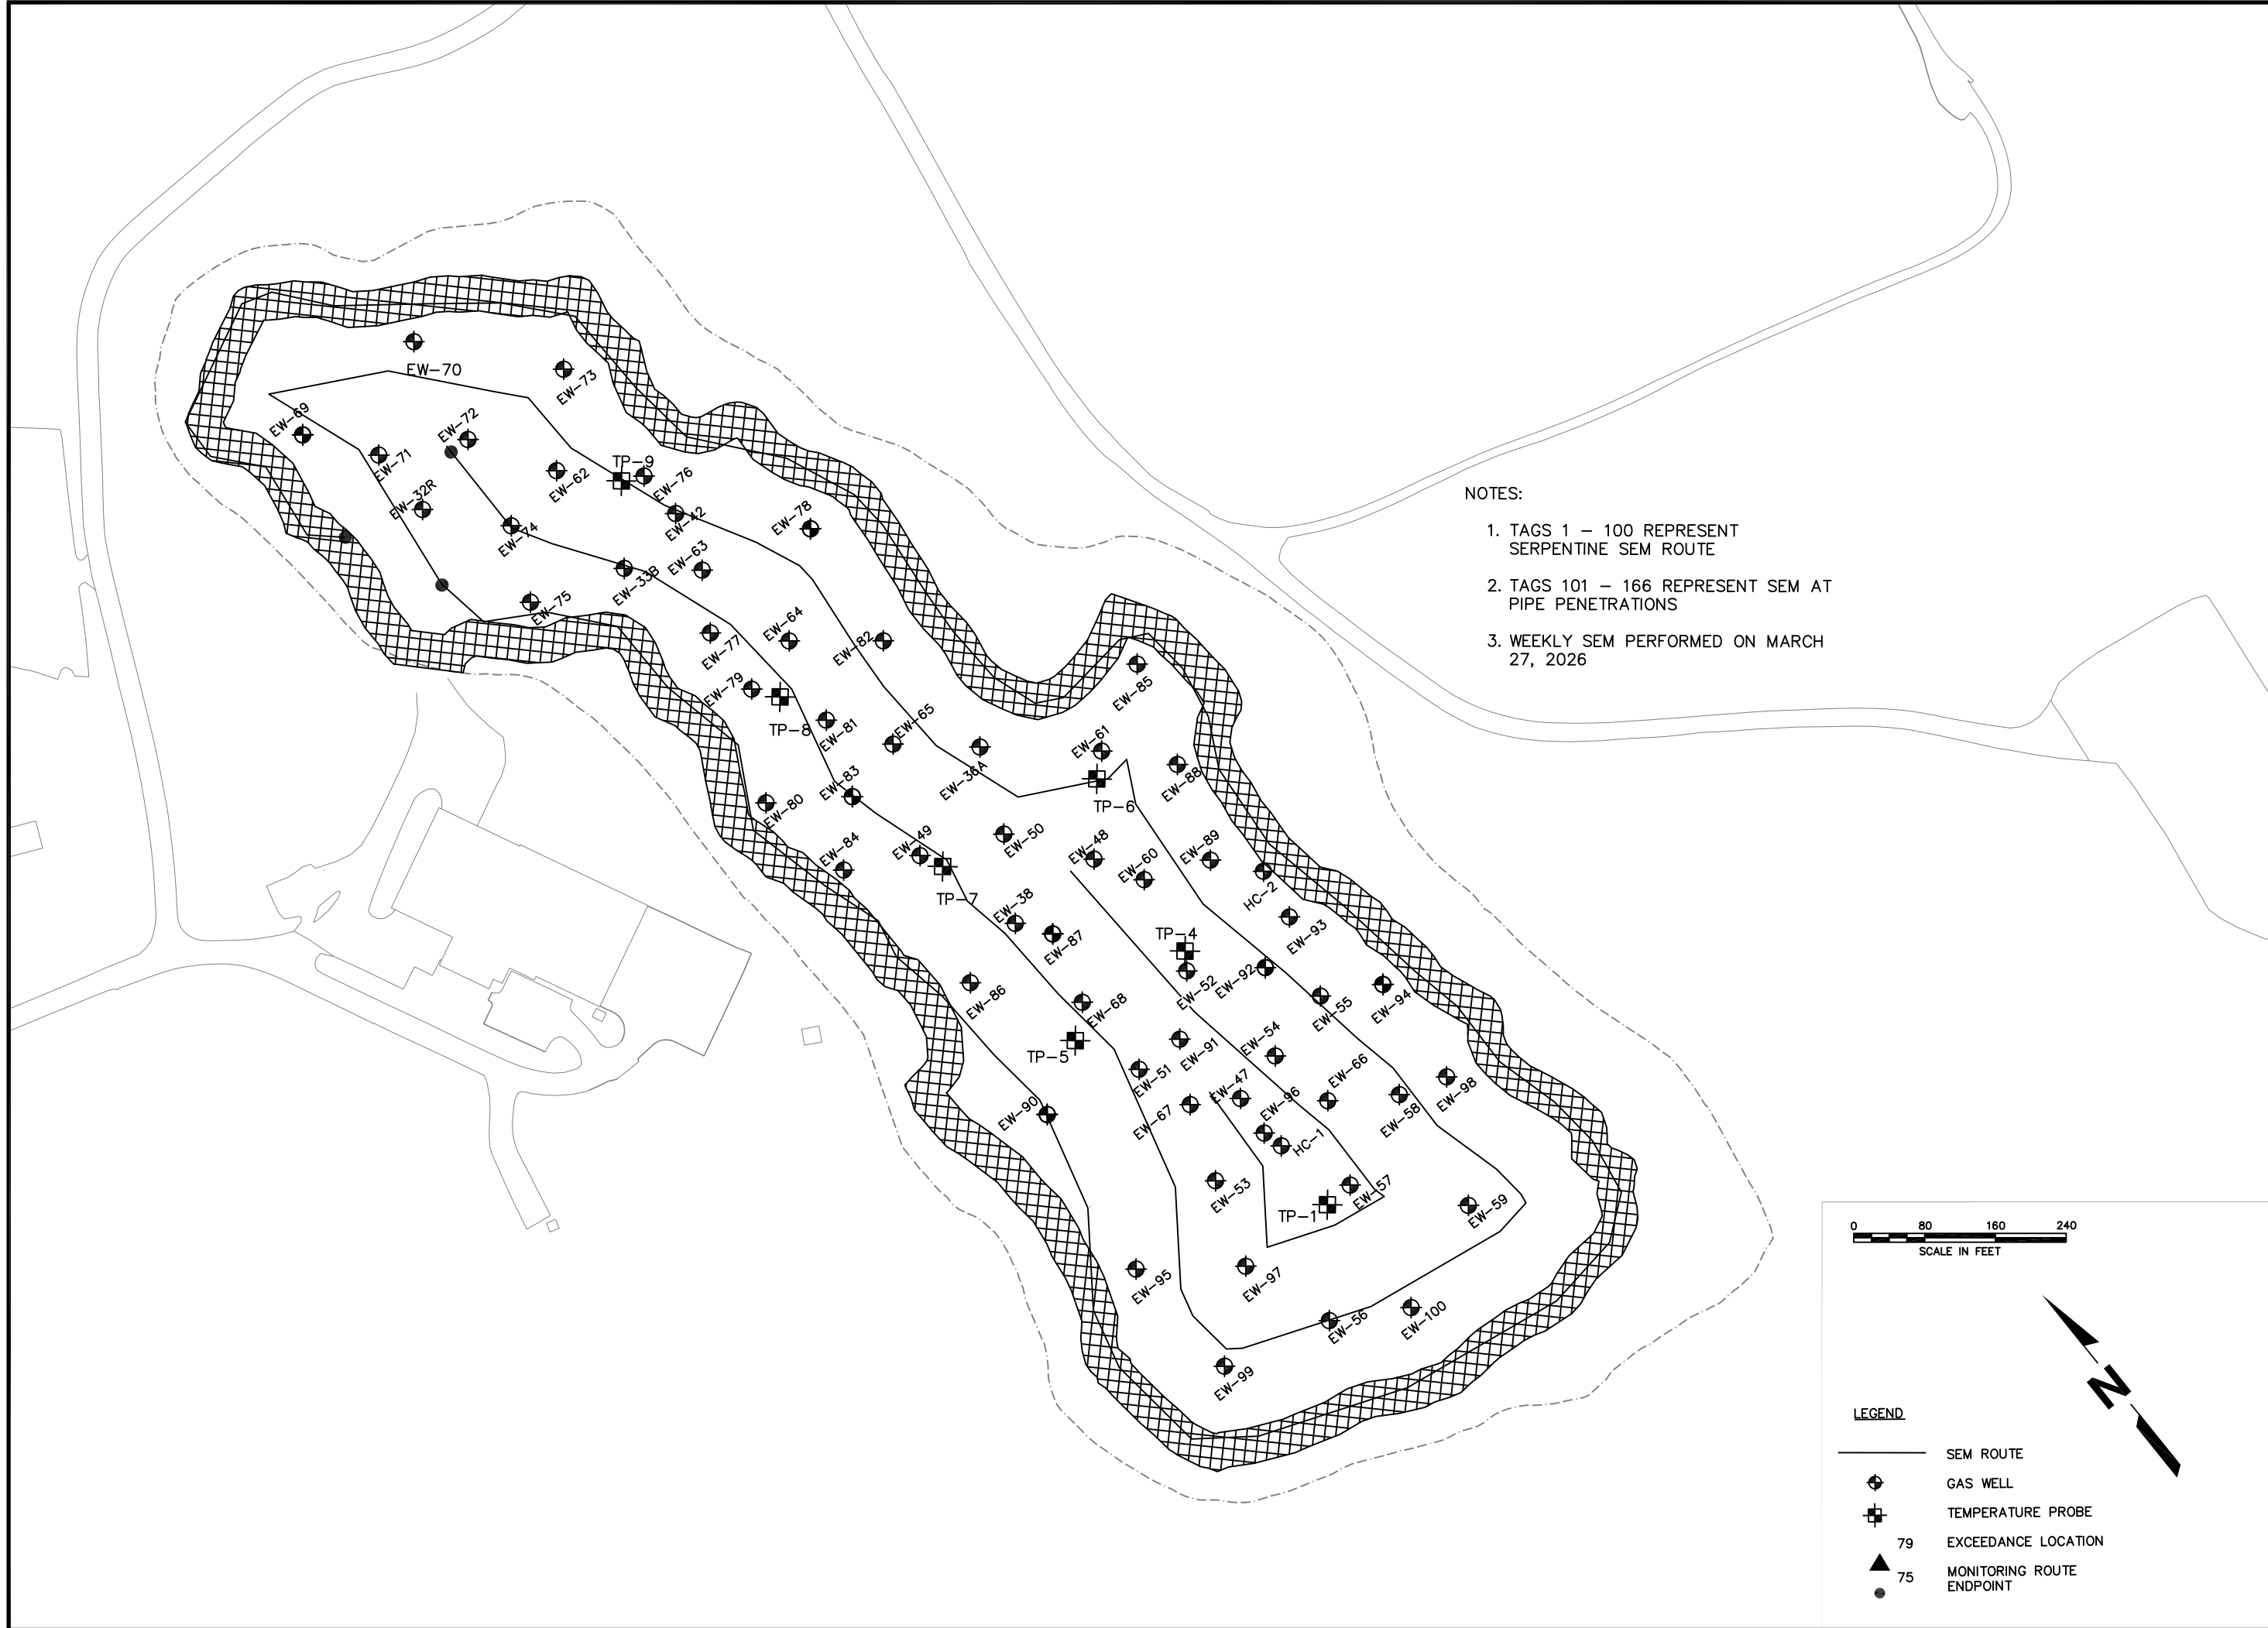 EW-70
EW-73
EW-69
EW-72
EW-71
EW-62
TP-9
EW-76
EW-32R
EW-74
EW-42
EW-78
EW-63
EW-33B
EW-75
EW-77
EW-64
EW-82
EW-79
TP-8
EW-81
EW-65
EW-36A
EW-61
EW-85
TP-6
EW-88
EW-80
EW-83
EW-84
EW-49
TP-7
EW-50
EW-48
EW-60
EW-89
HC-2
EW-93
EW-38
EW-87
TP-4
EW-52
EW-92
EW-86
EW-68
EW-55
EW-94
TP-5
EW-51
EW-91
EW-54
EW-90
EW-67
EW-47
EW-96
EW-66
EW-58
EW-98
HC-1
EW-53
TP-1
EW-57
EW-59
EW-95
EW-97
EW-56
EW-100
EW-99
NOTES:
1. TAGS 1 – 100 REPRESENT
SERPENTINE SEM ROUTE
2. TAGS 101 – 166 REPRESENT SEM AT
PIPE PENETRATIONS
3. WEEKLY SEM PERFORMED ON MARCH
27, 2026
0 80 160 240
SCALE IN FEET
N
LEGEND
SEM ROUTE
GAS WELL
TEMPERATURE PROBE
79 EXCEEDANCE LOCATION
75 MONITORING ROUTE
ENDPOINT